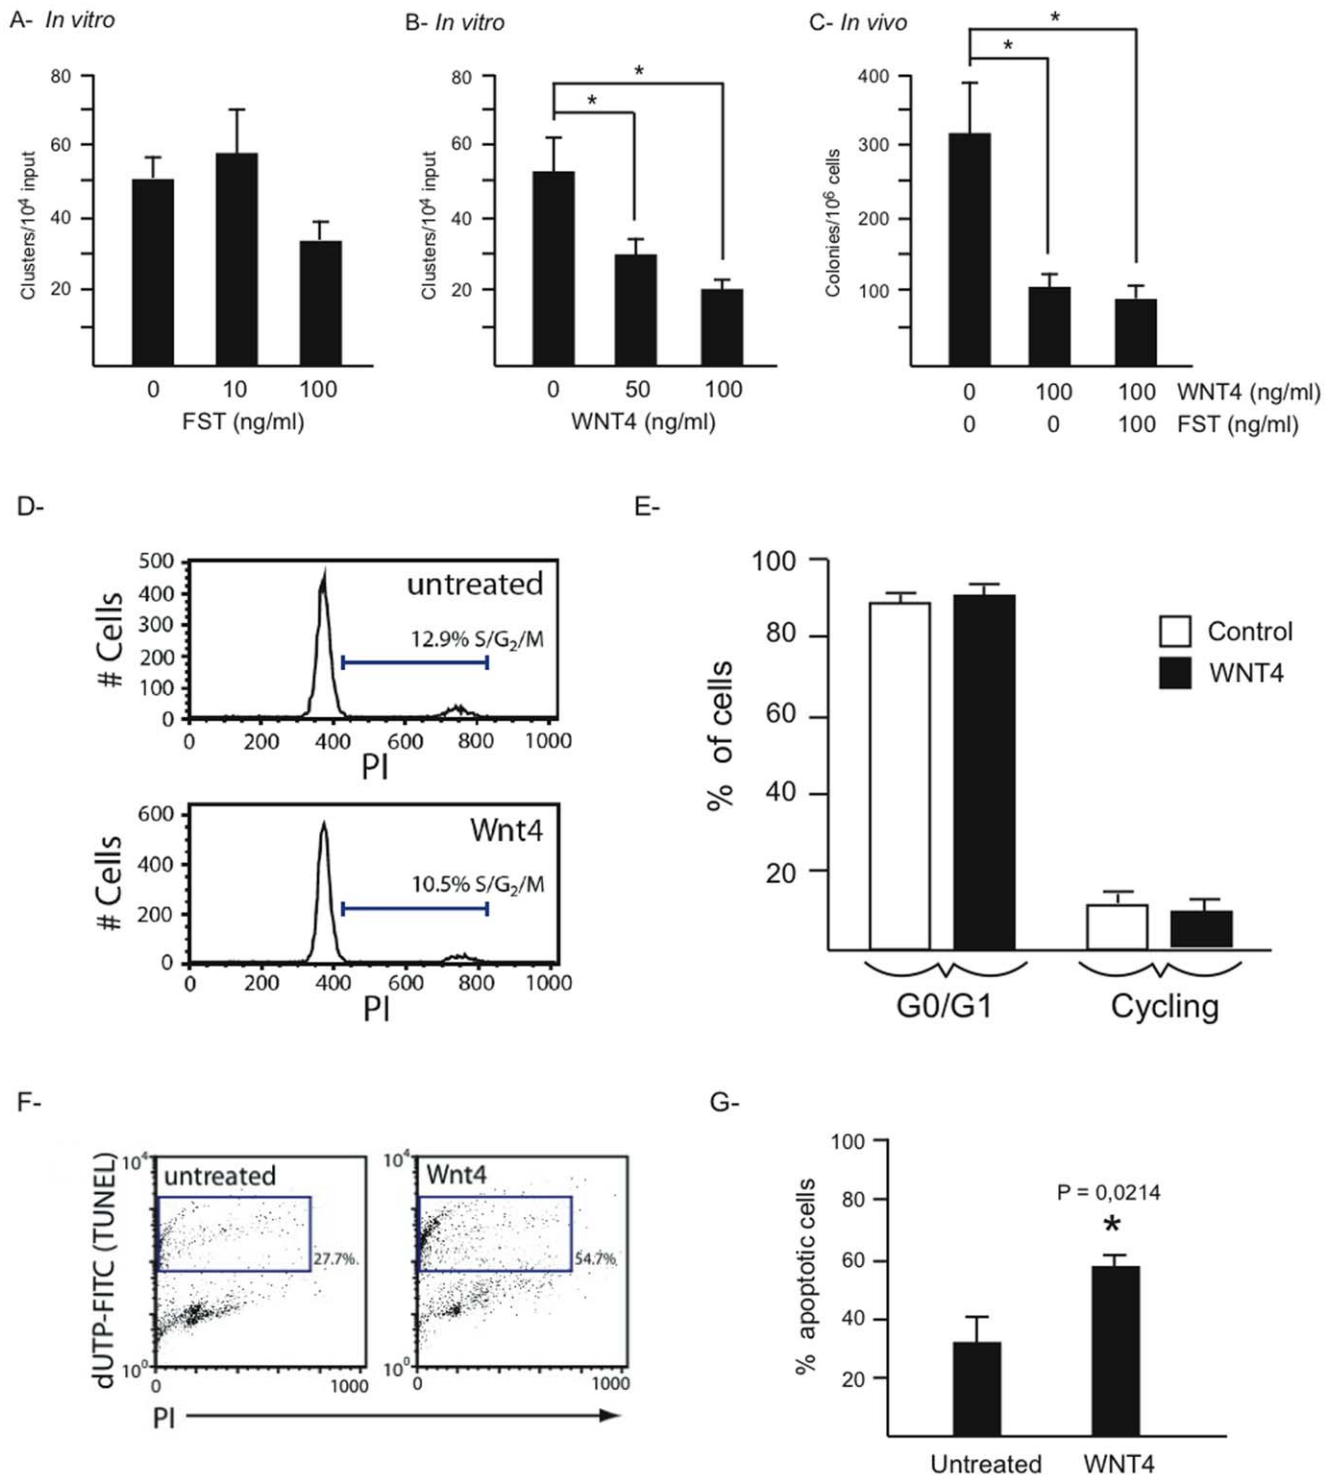 A- In vitro
B- In vitro
C- In vivo
*
*
*
*
80
60
40
20
Clusters/10⁴ input
0 10 100
FST (ng/ml)
80
60
40
20
Clusters/10⁴ input
0 50 100
WNT4 (ng/ml)
400
300
200
100
Colonies/10⁶ cells
0 100 100 WNT4 (ng/ml)
0 0 100 FST (ng/ml)
D-
500
400
300
200
100
0
# Cells
untreated
12.9% S/G₂/M
0 200 400 600 800 1000
PI
600
400
200
0
# Cells
Wnt4
10.5% S/G₂/M
0 200 400 600 800 1000
PI
E-
100
80
60
40
20
% of cells
Control
WNT4
G0/G1 Cycling
F-
dUTP-FITC (TUNEL)
10⁴
10⁰
untreated
27.7%
0 1000
10⁴
10⁰
Wnt4
54.7%
0 1000
PI
G-
100
80
60
40
20
% apoptotic cells
P = 0,0214
*
Untreated WNT4